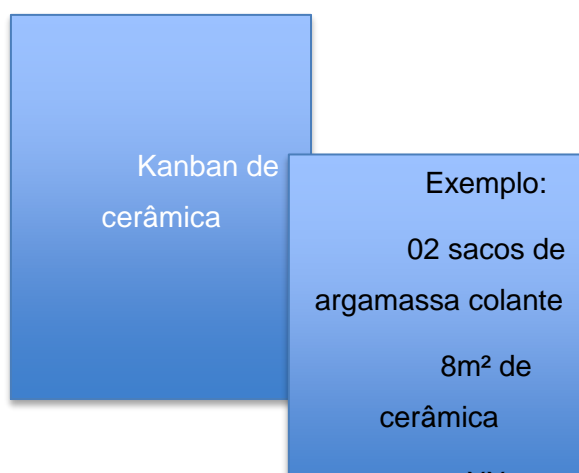 Kanban de
cerâmica
Exemplo:
02 sacos de
argamassa colante
8m² de
cerâmica